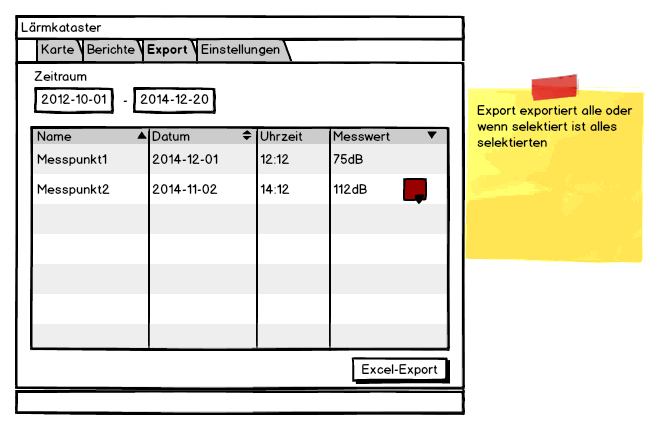 Lärmkataster
Karte Berichte Export Einstellungen
Zeitraum
2012-10-01 - 2014-12-20
Name Datum Uhrzeit Messwert
Messpunkt1 2014-12-01 12:12 75dB
Messpunkt2 2014-11-02 14:12 112dB
Excel-Export
Export exportiert alle oder
wenn selektiert ist alles
selektierten